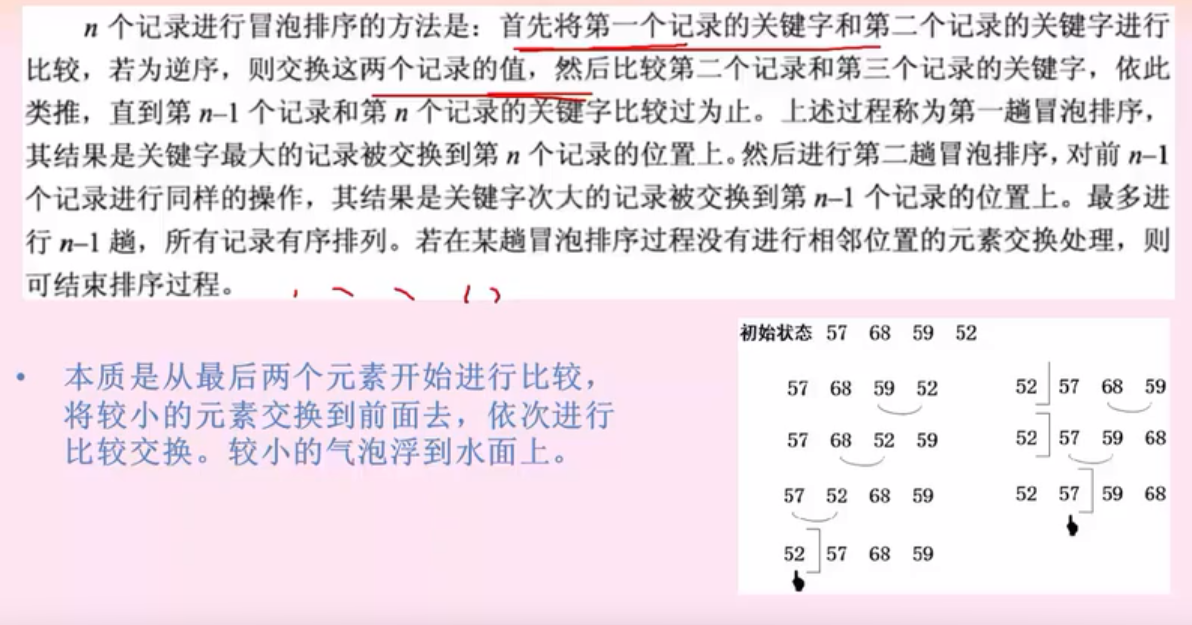 n 个记录进行冒泡排序的方法是：首先将第一个记录的关键字和第二个记录的关键字进行
比较，若为逆序，则交换这两个记录的值，然后比较第二个记录和第三个记录的关键字，依此
类推，直到第 n–1 个记录和第 n 个记录的关键字比较过为止。上述过程称为第一趟冒泡排序，
其结果是关键字最大的记录被交换到第 n 个记录的位置上。然后进行第二趟冒泡排序，对前 n–1
个记录进行同样的操作，其结果是关键字次大的记录被交换到第 n–1 个记录的位置上。最多进
行 n–1 趟，所有记录有序排列。若在某趟冒泡排序过程没有进行相邻位置的元素交换处理，则
可结束排序过程。
• 本质是从最后两个元素开始进行比较，
将较小的元素交换到前面去，依次进行
比较交换。较小的气泡浮到水面上。
初始状态 57 68 59 52
57 68 59 52
57 68 52 59
57 52 68 59
52 57 68 59
52 57 68 59
52 57 59 68
52 57 59 68